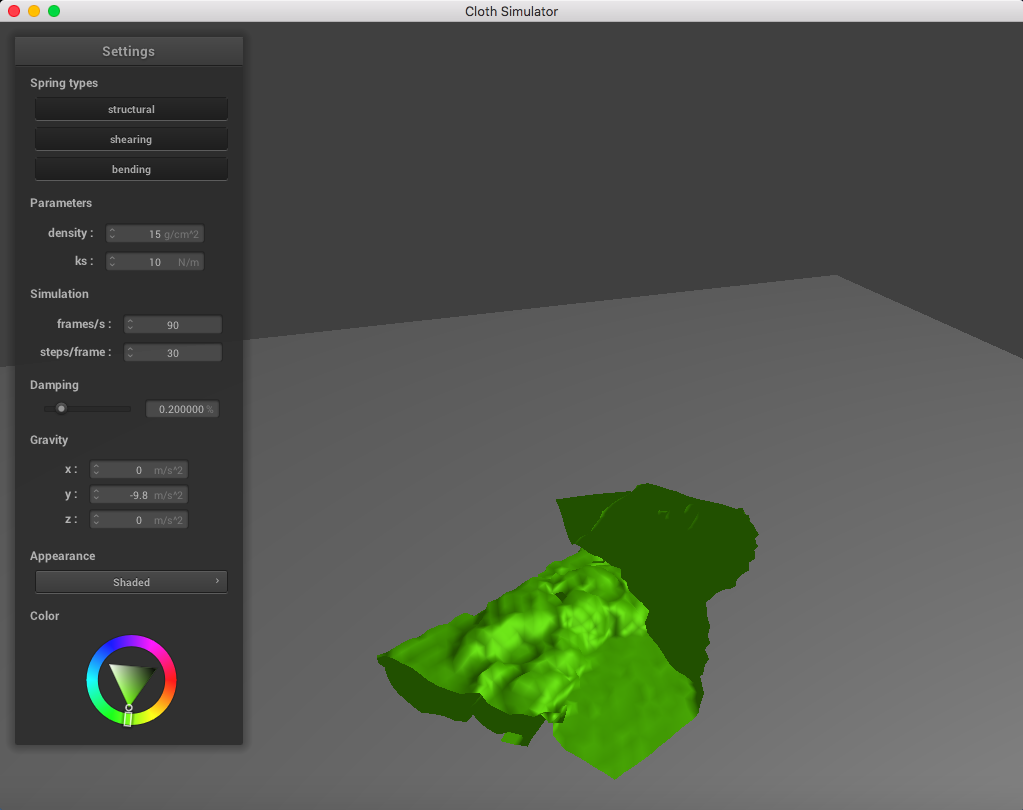 Cloth Simulator
Settings
Spring types
structural
shearing
bending
Parameters
density : 15 g/cm^2
ks : 10 N/m
Simulation
frames/s : 90
steps/frame : 30
Damping
0.200000 %
Gravity
x : 0 m/s^2
y : -9.8 m/s^2
z : 0 m/s^2
Appearance
Shaded
Color